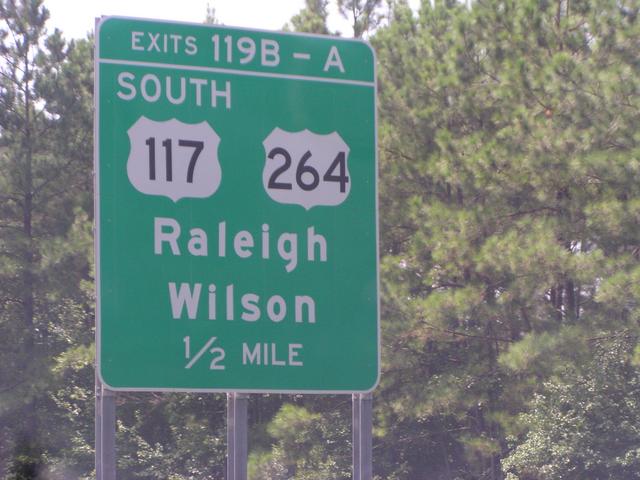 EXITS 119B - A
SOUTH
117 264
Raleigh
Wilson
1/2 MILE